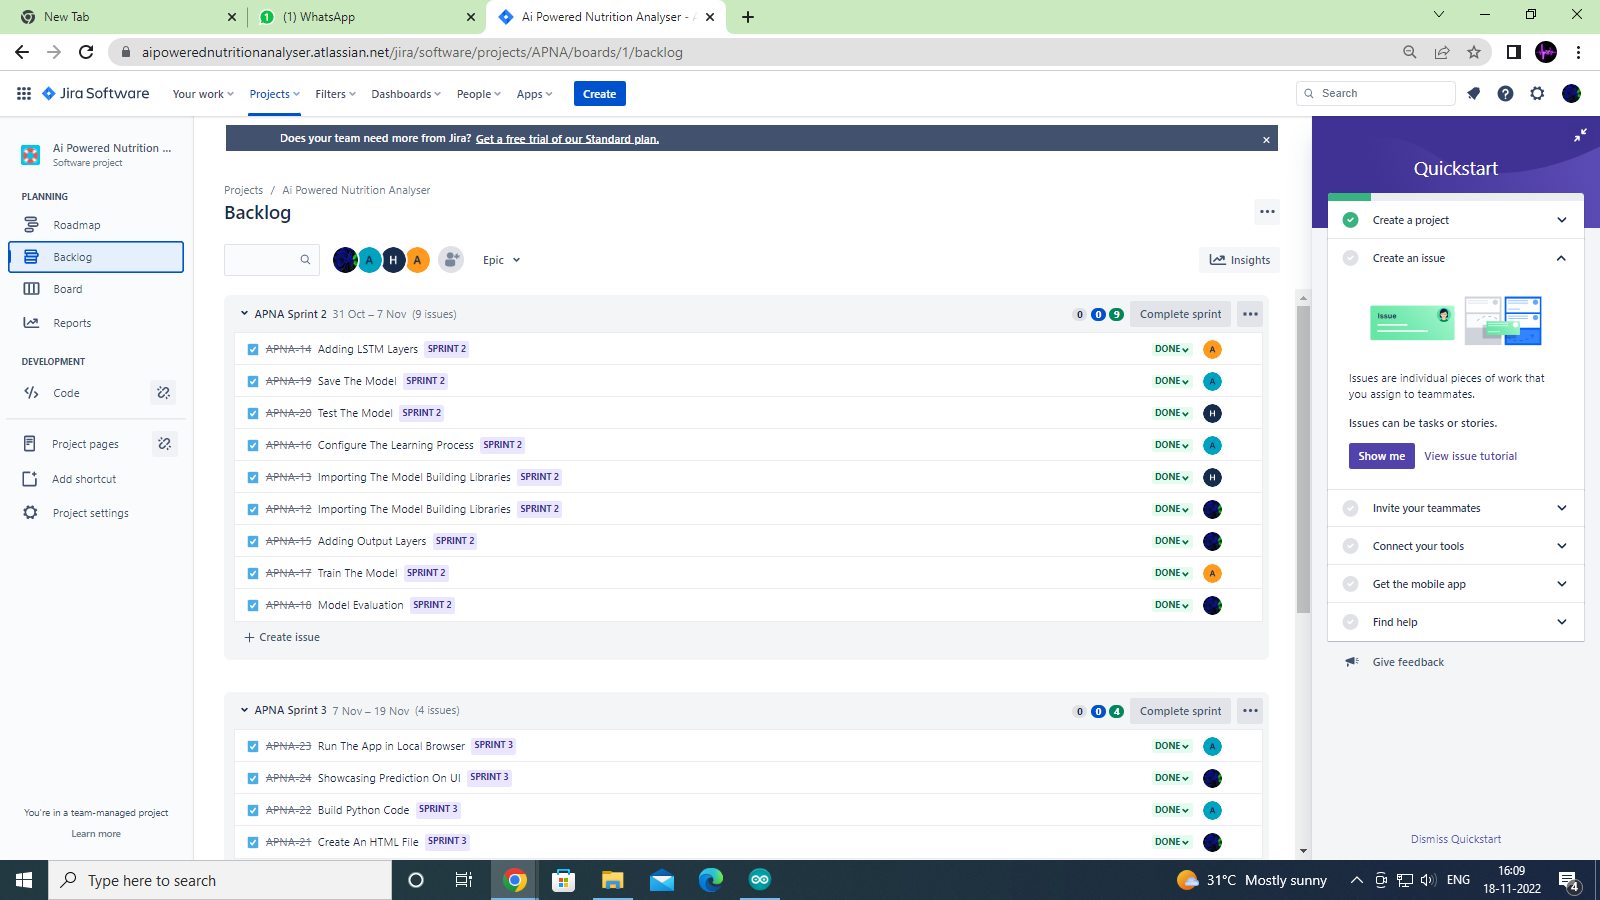 New Tab
(1) WhatsApp
Ai Powered Nutrition Analyser -
aipowerednutritionanalyser.atlassian.net/jira/software/projects/APNA/boards/1/backlog
Jira Software
Your work
Projects
Filters
Dashboards
People
Apps
Create
Search
Ai Powered Nutrition ...
Software project
PLANNING
Roadmap
Backlog
Board
Reports
DEVELOPMENT
Code
Project pages
Add shortcut
Project settings
You're in a team-managed project
Learn more
Does your team need more from Jira? Get a free trial of our Standard plan.
Projects / Ai Powered Nutrition Analyser
Backlog
A H A
Epic
Insights
APNA Sprint 2 31 Oct – 7 Nov (9 issues) 0 0 9 Complete sprint
APNA-14 Adding LSTM Layers SPRINT 2 DONE A
APNA-19 Save The Model SPRINT 2 DONE A
APNA-20 Test The Model SPRINT 2 DONE H
APNA-16 Configure The Learning Process SPRINT 2 DONE A
APNA-13 Importing The Model Building Libraries SPRINT 2 DONE H
APNA-12 Importing The Model Building Libraries SPRINT 2 DONE
APNA-15 Adding Output Layers SPRINT 2 DONE
APNA-17 Train The Model SPRINT 2 DONE A
APNA-18 Model Evaluation SPRINT 2 DONE
+ Create issue
APNA Sprint 3 7 Nov – 19 Nov (4 issues) 0 0 4 Complete sprint
APNA-23 Run The App in Local Browser SPRINT 3 DONE A
APNA-24 Showcasing Prediction On UI SPRINT 3 DONE
APNA-22 Build Python Code SPRINT 3 DONE A
APNA-21 Create An HTML File SPRINT 3 DONE
Quickstart
Create a project
Create an issue
Issue
Issues are individual pieces of work that
you assign to teammates.
Issues can be tasks or stories.
Show me View issue tutorial
Invite your teammates
Connect your tools
Get the mobile app
Find help
Give feedback
Dismiss Quickstart
Type here to search
31°C Mostly sunny
ENG
16:09
18-11-2022
4